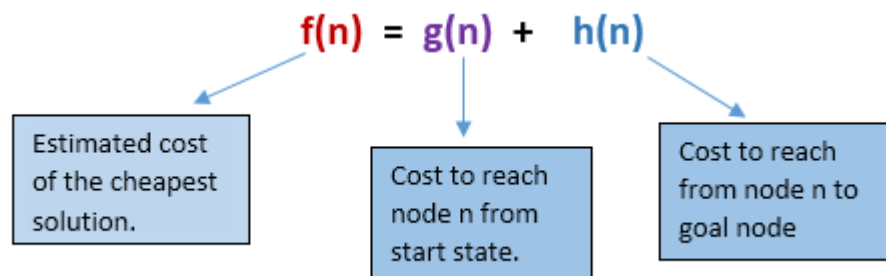 f(n) = g(n) + h(n)
Estimated cost
of the cheapest
solution.
Cost to reach
node n from
start state.
Cost to reach
from node n to
goal node